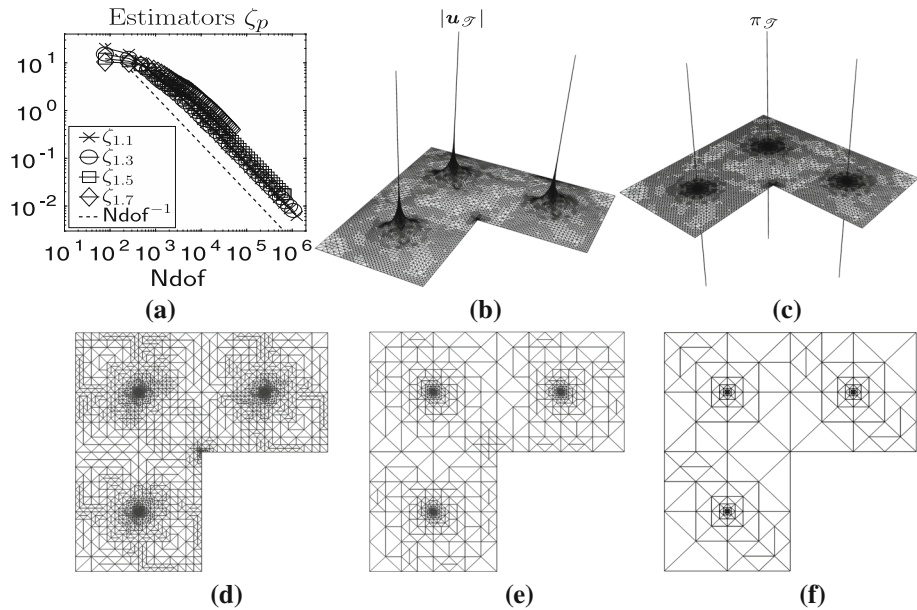 Estimators ζ_p
10^1
10^0
10^-1
10^-2
ζ_1.1
ζ_1.3
ζ_1.5
ζ_1.7
Ndof^-1
10^1 10^2 10^3 10^4 10^5 10^6
Ndof
(a)
|u_𝒯|
(b)
π_𝒯
(c)
(d)
(e)
(f)